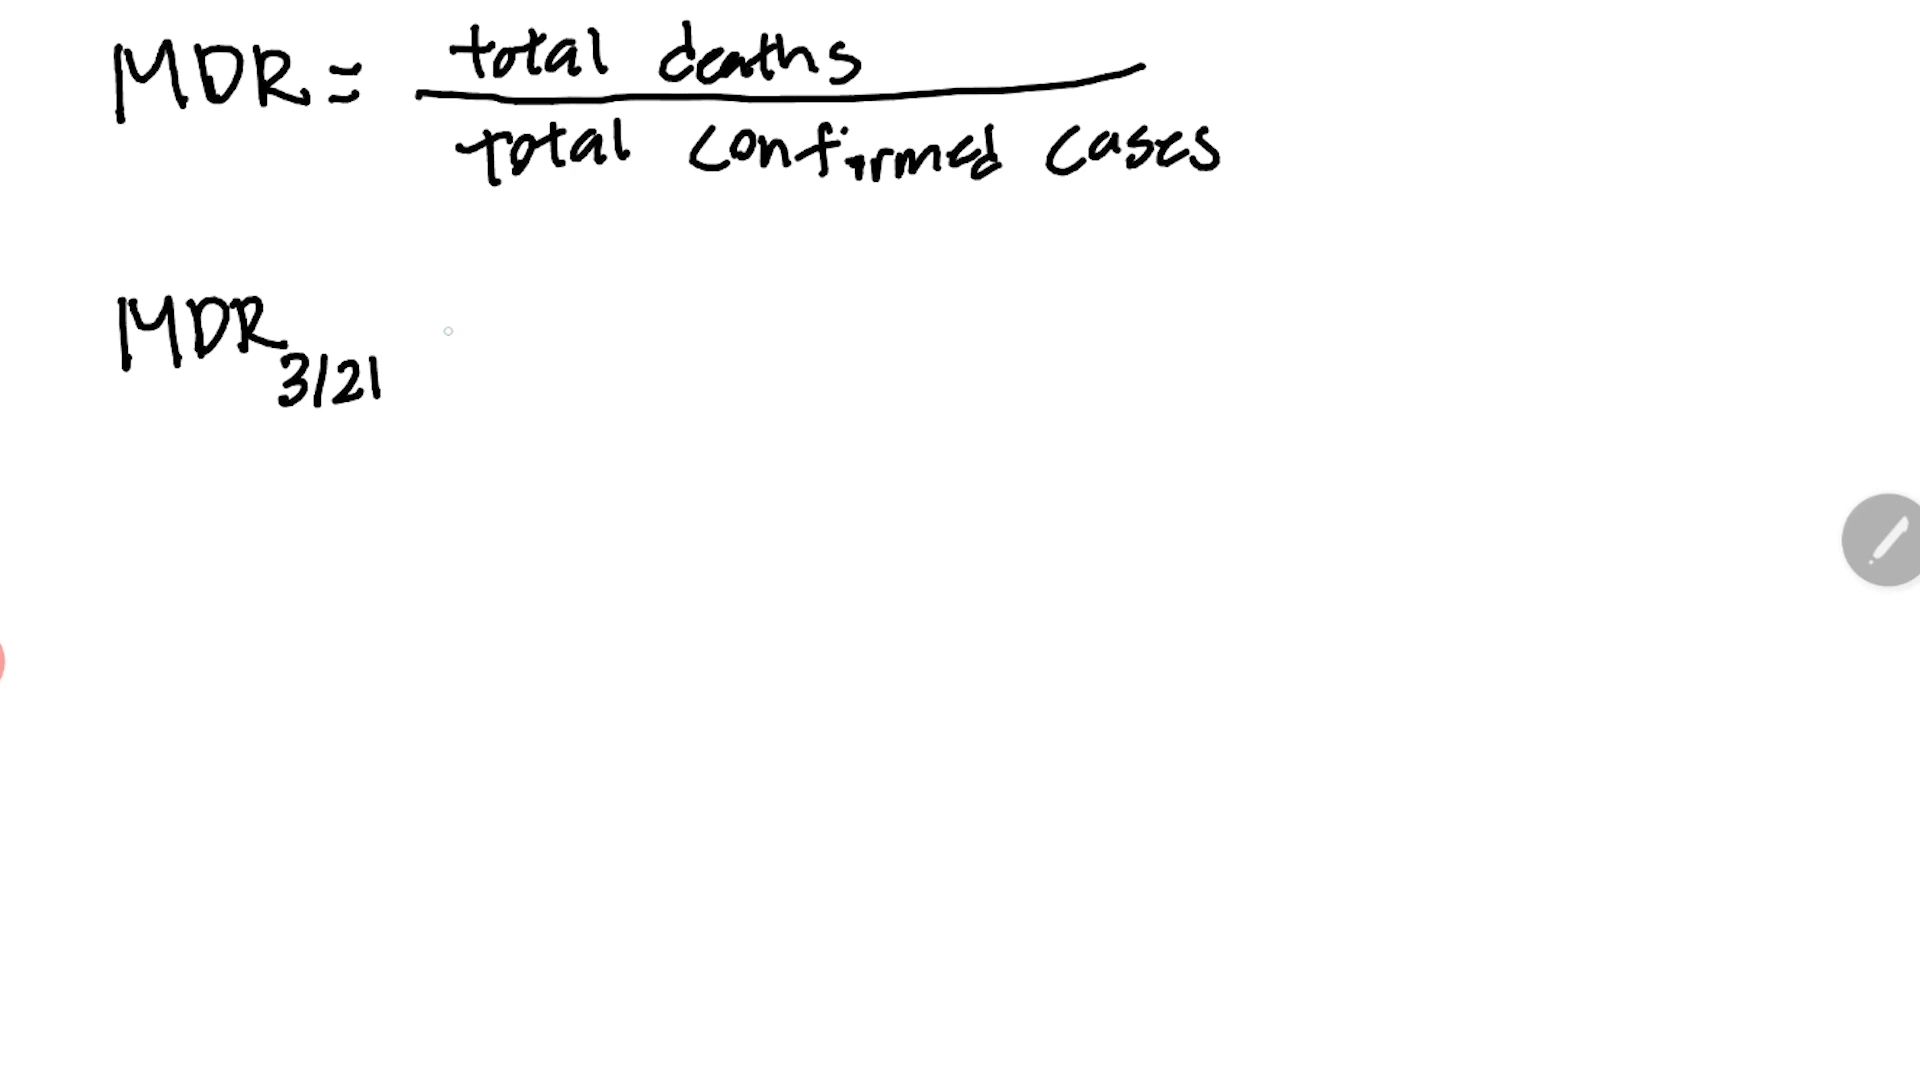 MDR = total deaths / total confirmed cases
MDR 3/21